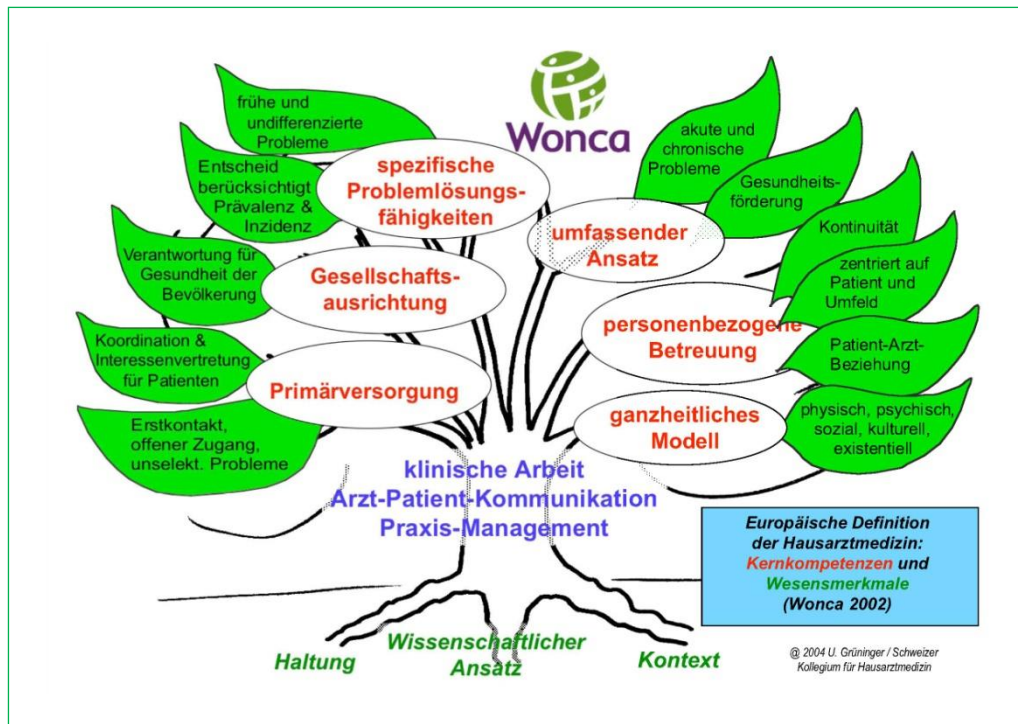 Wonca
frühe und
undifferenzierte
Probleme
Entscheid
berücksichtigt
Prävalenz &
Inzidenz
Verantwortung für
Gesundheit der
Bevölkerung
Koordination &
Interessenvertretung
für Patienten
Erstkontakt,
offener Zugang,
unselekt. Probleme
spezifische
Problemlösungs-
fähigkeiten
Gesellschafts-
ausrichtung
Primärversorgung
umfassender
Ansatz
personenbezogene
Betreuung
ganzheitliches
Modell
akute und
chronische
Probleme
Gesundheits-
förderung
Kontinuität
zentriert auf
Patient und
Umfeld
Patient-Arzt-
Beziehung
physisch, psychisch,
sozial, kulturell,
existentiell
klinische Arbeit
Arzt-Patient-Kommunikation
Praxis-Management
Europäische Definition
der Hausarztmedizin:
Kernkompetenzen und
Wesensmerkmale
(Wonca 2002)
Haltung
Wissenschaftlicher
Ansatz
Kontext
@ 2004 U. Grüninger / Schweizer
Kollegium für Hausarztmedizin